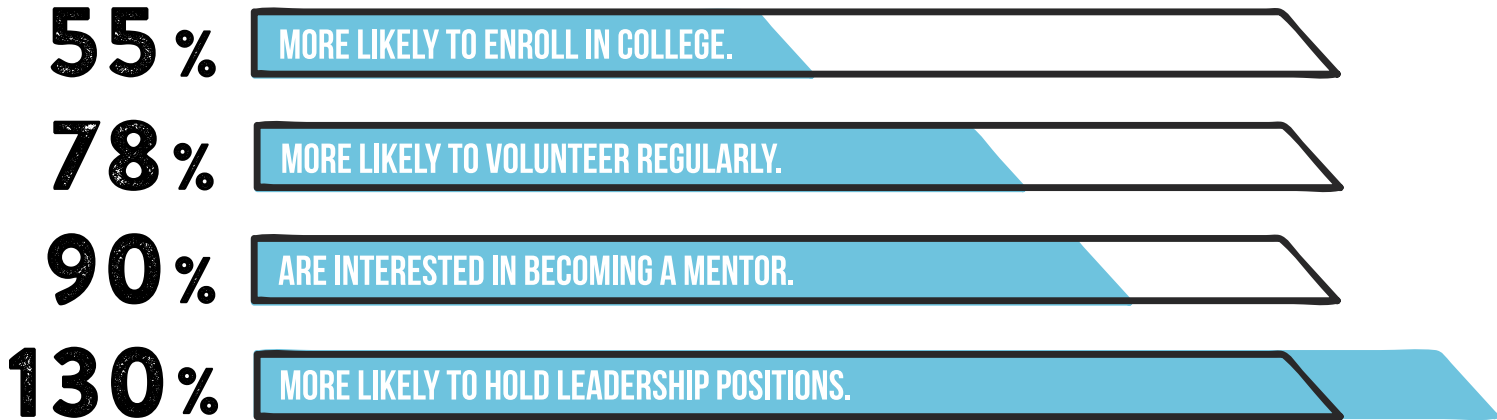 55% MORE LIKELY TO ENROLL IN COLLEGE.
78% MORE LIKELY TO VOLUNTEER REGULARLY.
90% ARE INTERESTED IN BECOMING A MENTOR.
130% MORE LIKELY TO HOLD LEADERSHIP POSITIONS.